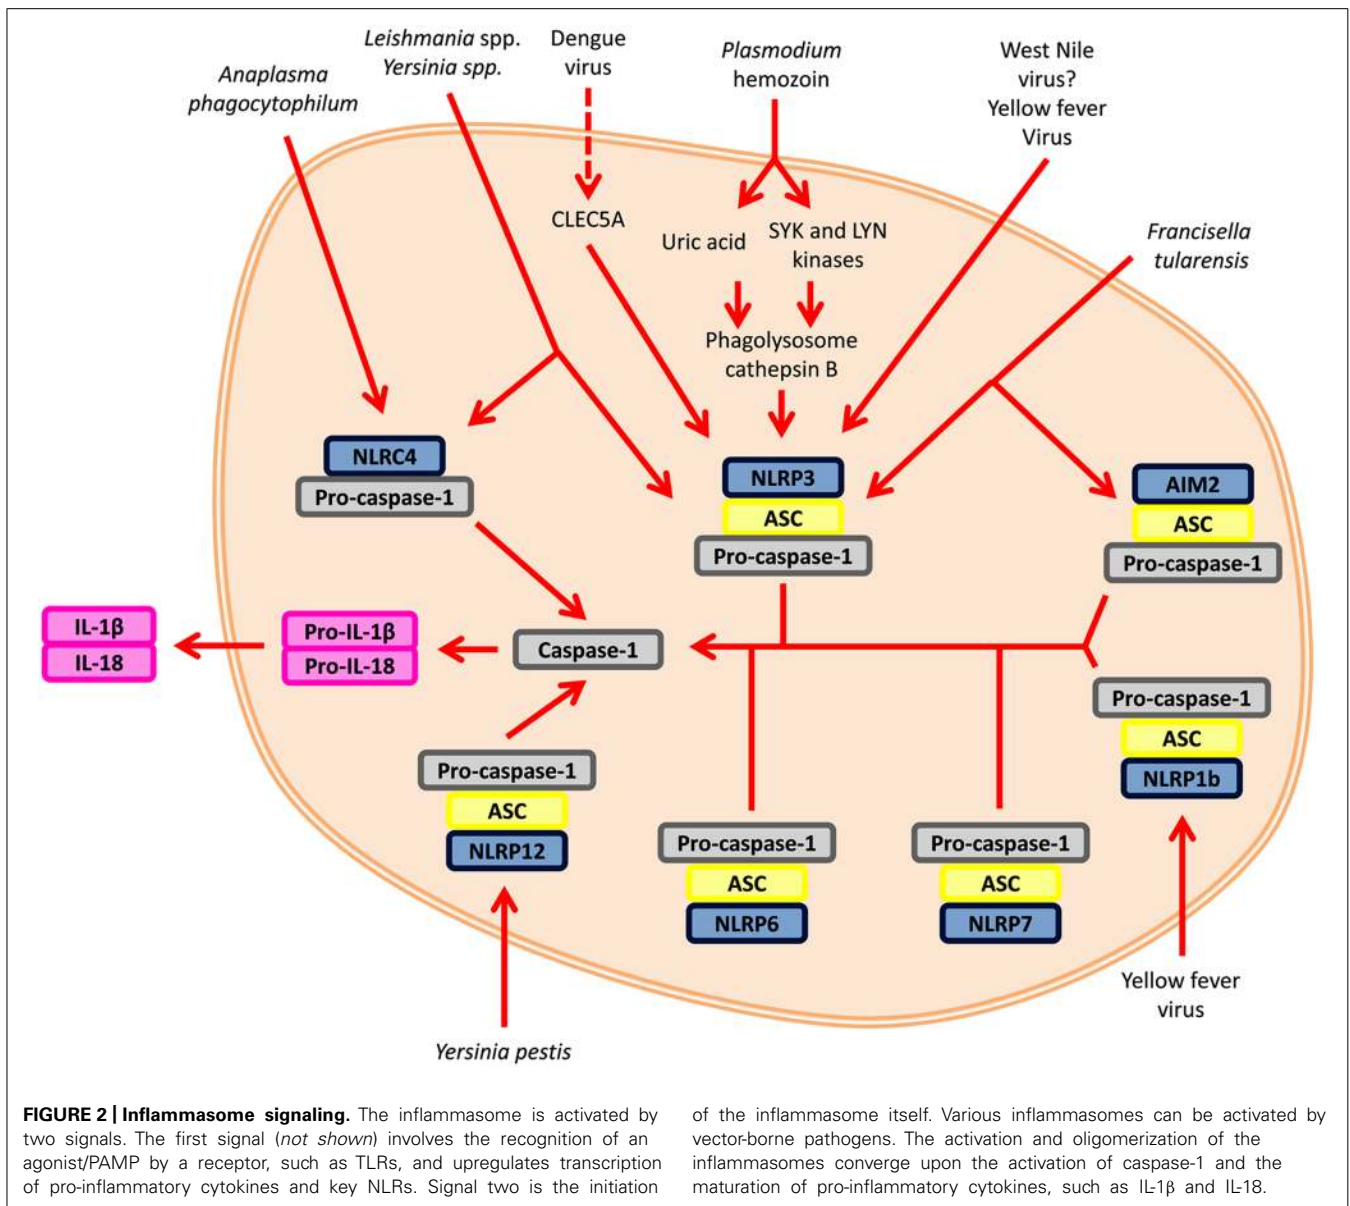 Leishmania spp.
Yersinia spp.
Dengue
virus
Plasmodium
hemozoin
West Nile
virus?
Yellow fever
Virus
Anaplasma
phagocytophilum
CLEC5A
Uric acid
SYK and LYN
kinases
Francisella
tularensis
Phagolysosome
cathepsin B
NLRC4
Pro-caspase-1
NLRP3
ASC
Pro-caspase-1
AIM2
ASC
Pro-caspase-1
IL-1β
IL-18
Pro-IL-1β
Pro-IL-18
Caspase-1
Pro-caspase-1
ASC
NLRP12
Pro-caspase-1
ASC
NLRP6
Pro-caspase-1
ASC
NLRP7
Pro-caspase-1
ASC
NLRP1b
Yellow fever
virus
Yersinia pestis
FIGURE 2 | Inflammasome signaling. The inflammasome is activated by
two signals. The first signal (not shown) involves the recognition of an
agonist/PAMP by a receptor, such as TLRs, and upregulates transcription
of pro-inflammatory cytokines and key NLRs. Signal two is the initiation
of the inflammasome itself. Various inflammasomes can be activated by
vector-borne pathogens. The activation and oligomerization of the
inflammasomes converge upon the activation of caspase-1 and the
maturation of pro-inflammatory cytokines, such as IL-1β and IL-18.